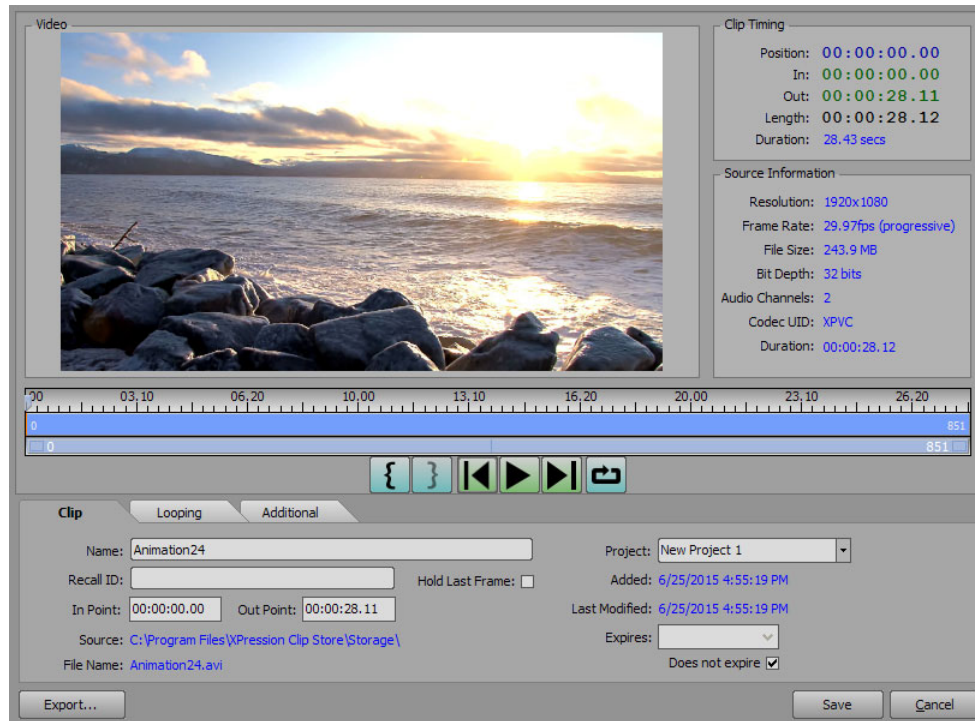 Video
Clip Timing
Position: 00:00:00.00
In: 00:00:00.00
Out: 00:00:28.11
Length: 00:00:28.12
Duration: 28.43 secs
Source Information
Resolution: 1920x1080
Frame Rate: 29.97fps (progressive)
File Size: 243.9 MB
Bit Depth: 32 bits
Audio Channels: 2
Codec UID: XPVC
Duration: 00:00:28.12
00 03.10 06.20 10.00 13.10 16.20 20.00 23.10 26.20
0 851
0 851
{ }
Clip Looping Additional
Name: Animation24
Recall ID: Hold Last Frame:
In Point: 00:00:00.00 Out Point: 00:00:28.11
Source: C:\Program Files\XPression Clip Store\Storage\
File Name: Animation24.avi
Project: New Project 1
Added: 6/25/2015 4:55:19 PM
Last Modified: 6/25/2015 4:55:19 PM
Expires:
Does not expire
Export... Save Cancel